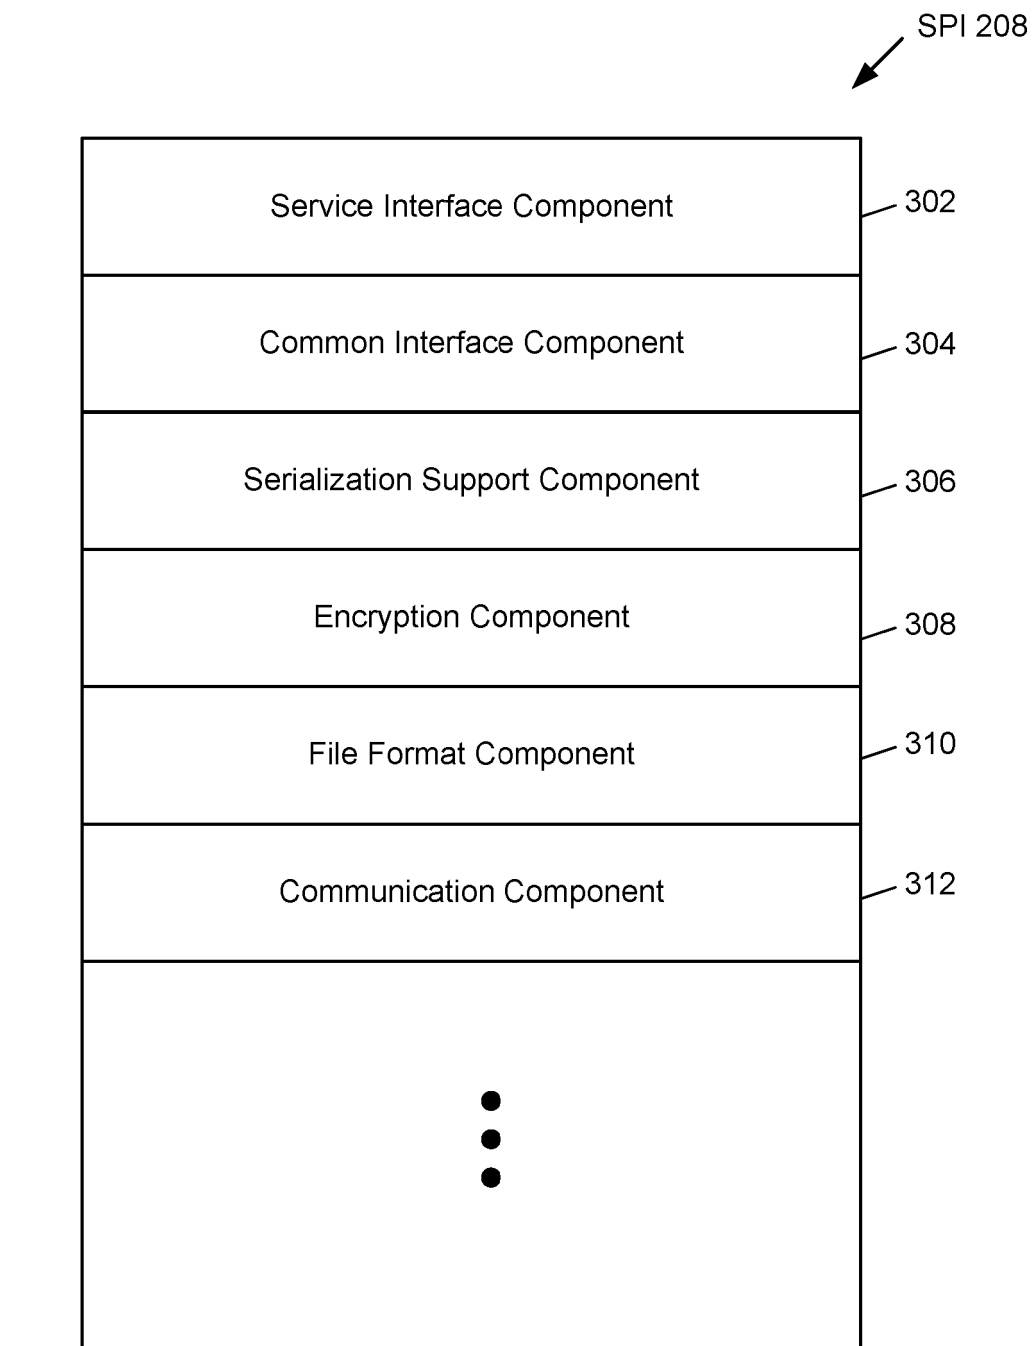 SPI 208
Service Interface Component
302
Common Interface Component
304
Serialization Support Component
306
Encryption Component
308
File Format Component
310
Communication Component
312